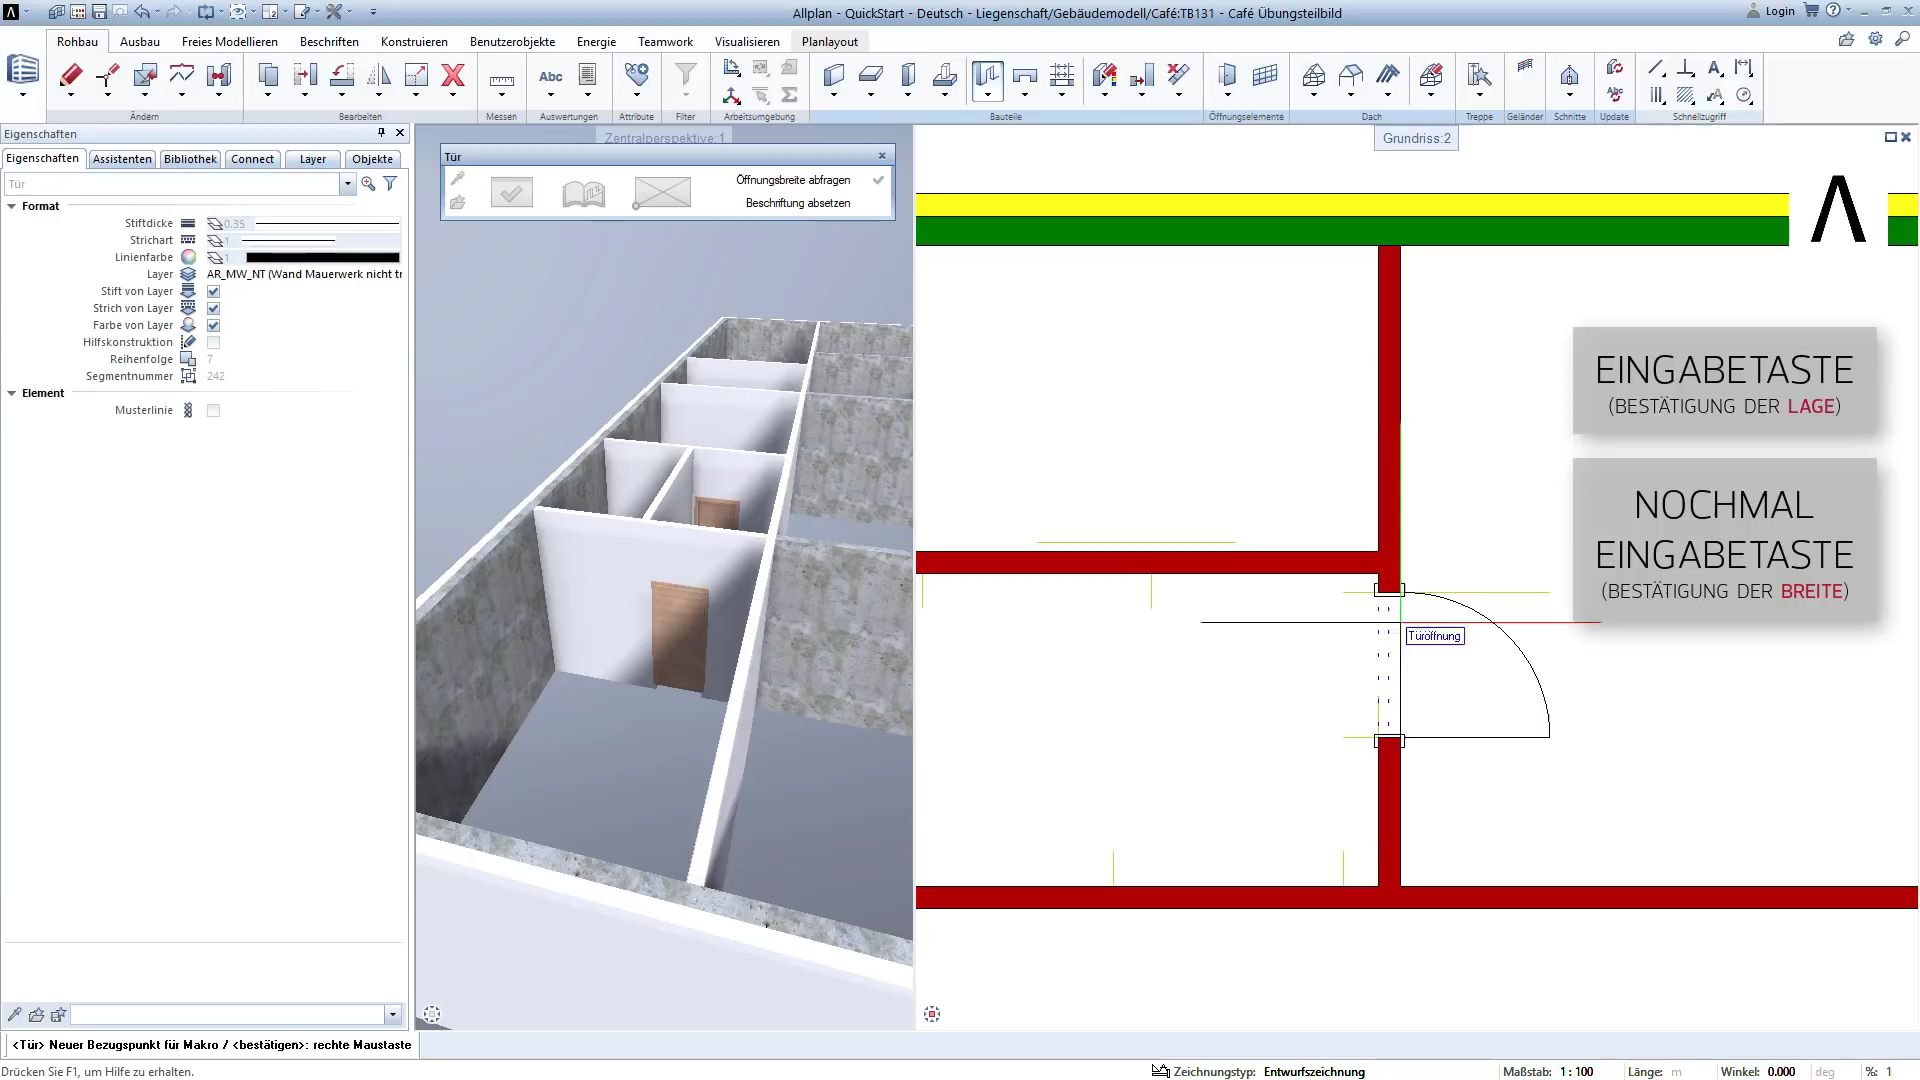 Allplan - QuickStart - Deutsch - Liegenschaft/Gebäudemodell/Café:TB131 - Café Übungsteilbild
Login
Rohbau
Ausbau
Freies Modellieren
Beschriften
Konstruieren
Benutzerobjekte
Energie
Teamwork
Visualisieren
Planlayout
Abc
Ändern
Bearbeiten
Messen
Auswertungen
Attribute
Filter
Arbeitsumgebung
Bauteile
Öffnungselemente
Dach
Treppe
Geländer
Schnitte
Update
Schnellzugriff
Eigenschaften
Eigenschaften
Assistenten
Bibliothek
Connect
Layer
Objekte
Tür
Format
Stiftdicke 0.35
Strichart 1
Linienfarbe 1
Layer AR_MW_NT (Wand Mauerwerk nicht tr
Stift von Layer
Strich von Layer
Farbe von Layer
Hilfskonstruktion
Reihenfolge 7
Segmentnummer 242
Element
Musterlinie
Zentralperspektive:1
Tür
Öffnungsbreite abfragen
Beschriftung absetzen
Grundriss:2
EINGABETASTE
(BESTÄTIGUNG DER LAGE)
NOCHMAL
EINGABETASTE
(BESTÄTIGUNG DER BREITE)
Türöffnung
<Tür> Neuer Bezugspunkt für Makro / <bestätigen>: rechte Maustaste
Drücken Sie F1, um Hilfe zu erhalten.
Zeichnungstyp: Entwurfszeichnung
Maßstab: 1 : 100
Länge: m
Winkel: 0.000 deg
%: 1